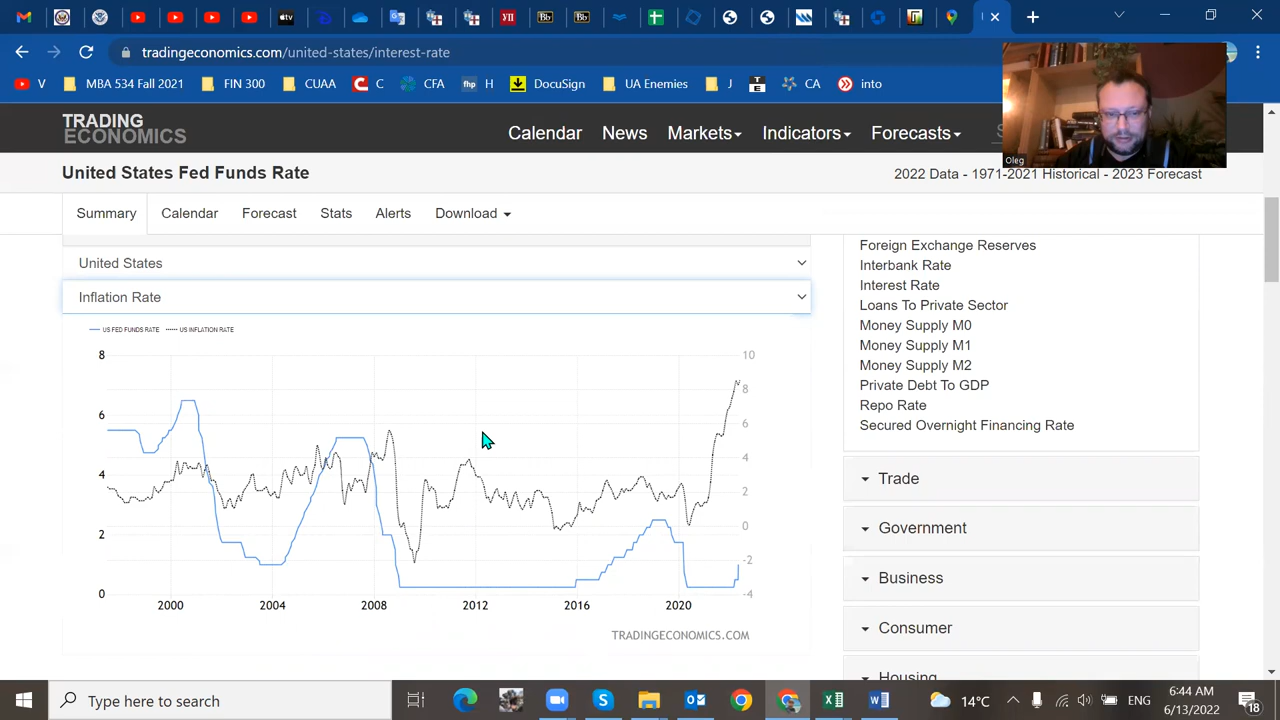 tradingeconomics.com/united-states/interest-rate
V MBA 534 Fall 2021 FIN 300 CUAA C CFA fhp H DocuSign UA Enemies J CA into
TRADING
ECONOMICS
Calendar News Markets Indicators Forecasts
Oleg
United States Fed Funds Rate
2022 Data - 1971-2021 Historical - 2023 Forecast
Summary Calendar Forecast Stats Alerts Download
United States
Inflation Rate
US FED FUNDS RATE US INFLATION RATE
8 10
8
6 6
4 4
2
2 0
-2
0 -4
2000 2004 2008 2012 2016 2020
TRADINGECONOMICS.COM
Foreign Exchange Reserves
Interbank Rate
Interest Rate
Loans To Private Sector
Money Supply M0
Money Supply M1
Money Supply M2
Private Debt To GDP
Repo Rate
Secured Overnight Financing Rate
Trade
Government
Business
Consumer
Housing
Type here to search
14°C ENG
6:44 AM
6/13/2022
18